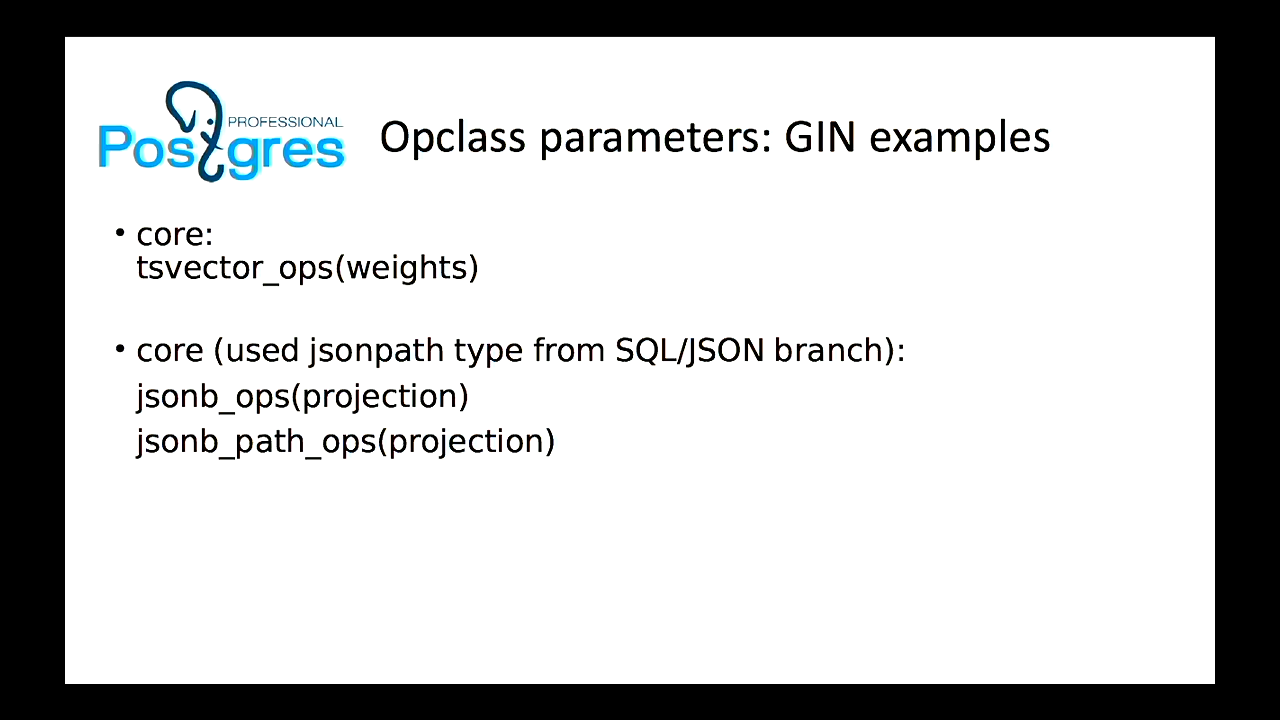 PROFESSIONAL
Postgres
Opclass parameters: GIN examples
• core:
tsvector_ops(weights)
• core (used jsonpath type from SQL/JSON branch):
jsonb_ops(projection)
jsonb_path_ops(projection)